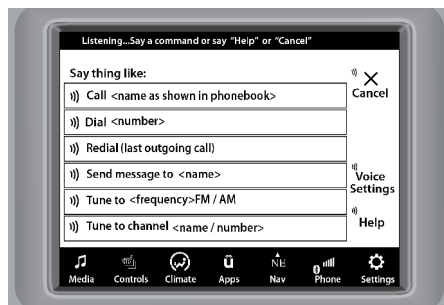 Listening...Say a command or say "Help" or "Cancel"
Say thing like:
Call <name as shown in phonebook>
Dial <number>
Redial (last outgoing call)
Send message to <name>
Tune to <frequency>FM / AM
Tune to channel <name / number>
Cancel
Voice
Settings
Help
ū
NE
Media Controls Climate Apps Nav Phone Settings